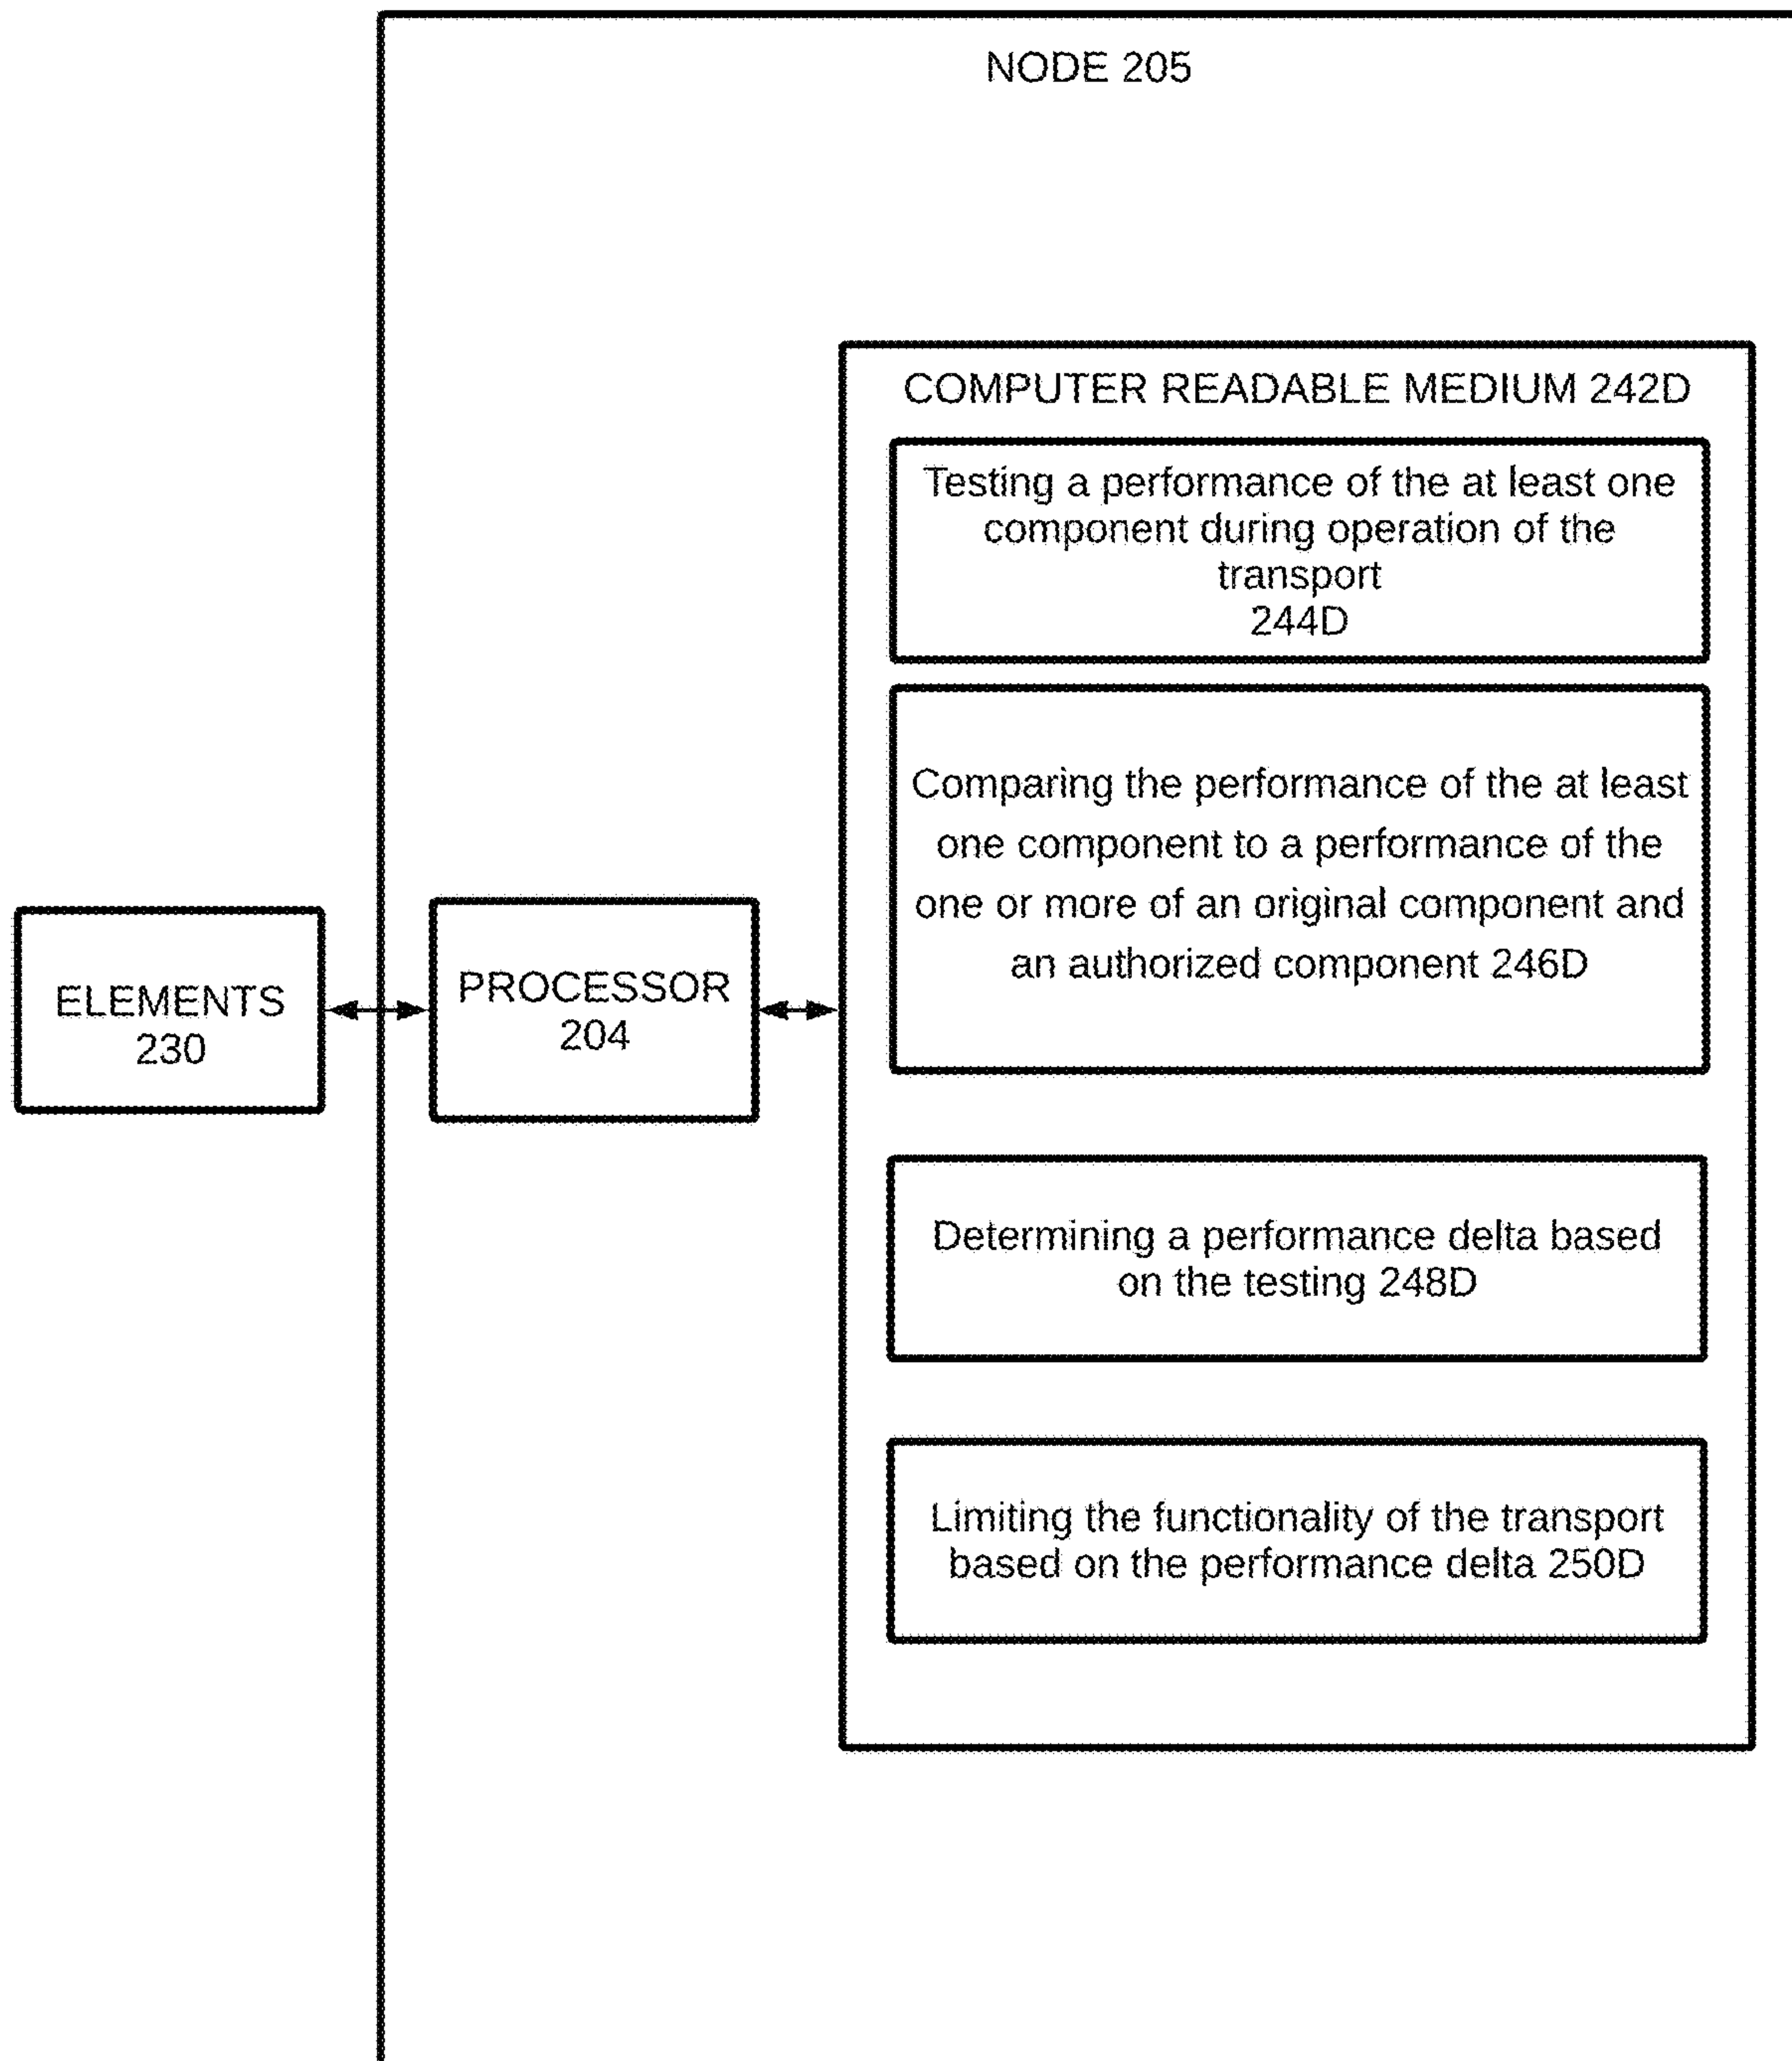 NODE 205
COMPUTER READABLE MEDIUM 242D
Testing a performance of the at least one
component during operation of the
transport
244D
Comparing the performance of the at least
one component to a performance of the
one or more of an original component and
an authorized component 246D
ELEMENTS
230
PROCESSOR
204
Determining a performance delta based
on the testing 248D
Limiting the functionality of the transport
based on the performance delta 250D